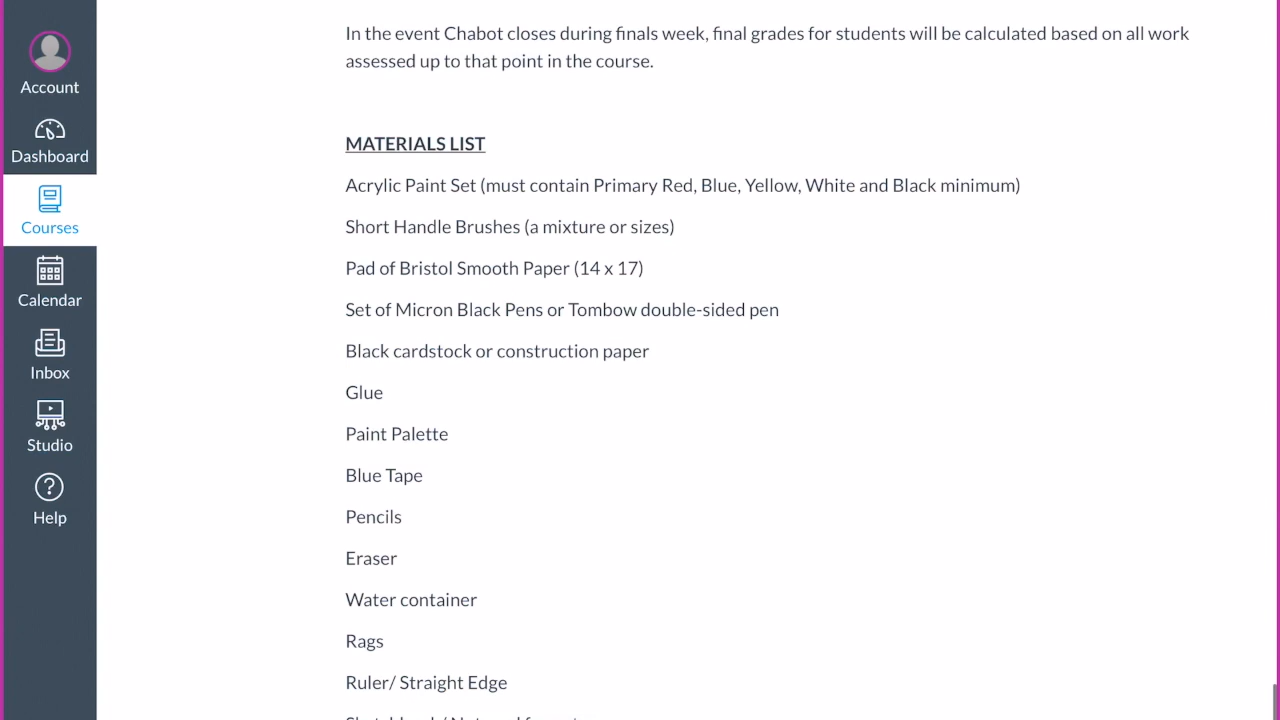 Account
Dashboard
Courses
Calendar
Inbox
Studio
Help
In the event Chabot closes during finals week, final grades for students will be calculated based on all work
assessed up to that point in the course.
MATERIALS LIST
Acrylic Paint Set (must contain Primary Red, Blue, Yellow, White and Black minimum)
Short Handle Brushes (a mixture or sizes)
Pad of Bristol Smooth Paper (14 x 17)
Set of Micron Black Pens or Tombow double-sided pen
Black cardstock or construction paper
Glue
Paint Palette
Blue Tape
Pencils
Eraser
Water container
Rags
Ruler/ Straight Edge